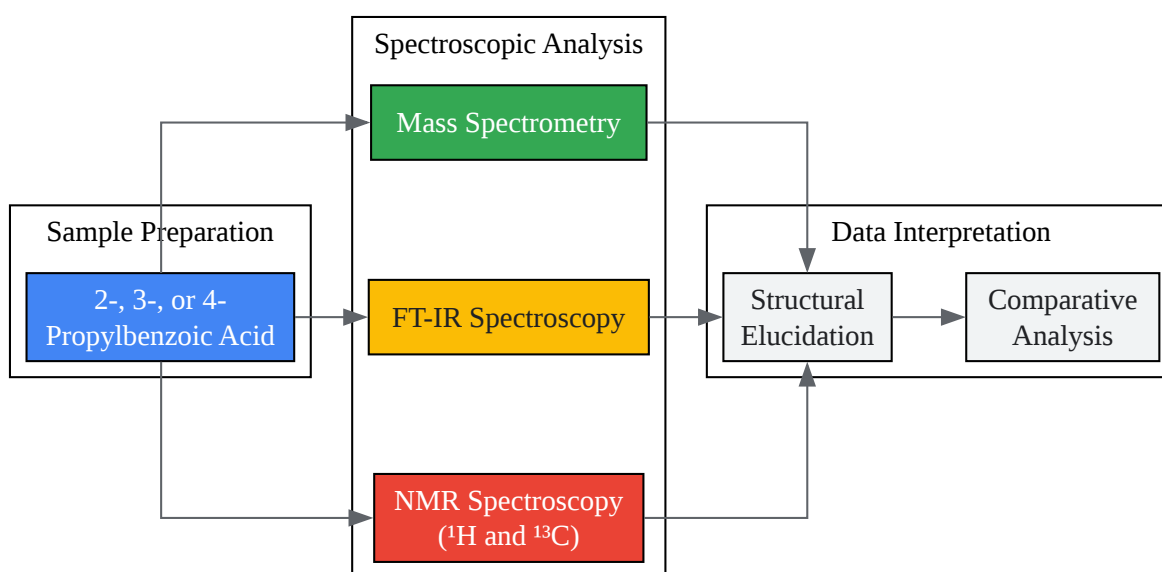 Spectroscopic Analysis
Mass Spectrometry
Sample Preparation
2-, 3-, or 4-
Propylbenzoic Acid
FT-IR Spectroscopy
NMR Spectroscopy
(¹H and ¹³C)
Data Interpretation
Structural
Elucidation
Comparative
Analysis